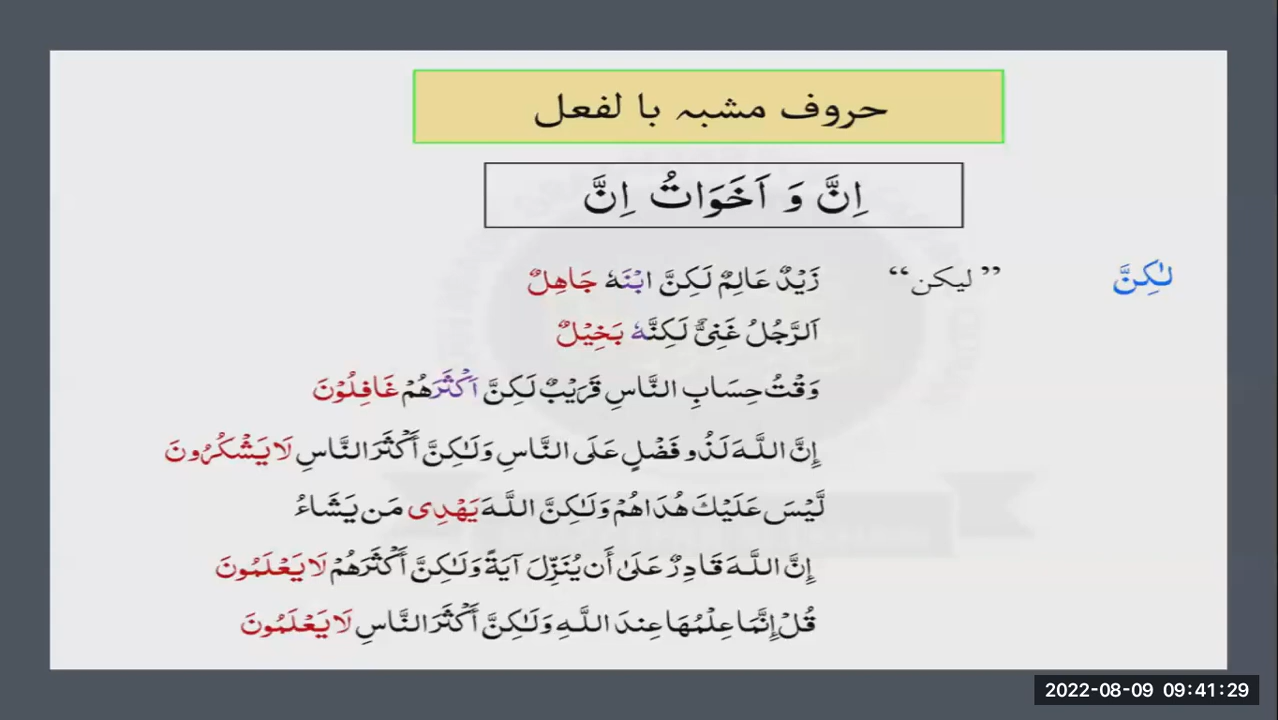 حروف مشبہ با لفعل
اِنَّ وَ اَخَوَاتُ اِنَّ
لٰكِنَّ ”لیکن“ زَيْدٌ عَالِمٌ لَكِنَّ ابْنَهٗ جَاهِلٌ
اَلرَّجُلُ غَنِىٌّ لَكِنَّهٗ بَخِيْلٌ
وَقْتُ حِسَابِ النَّاسِ قَرَيْبٌ لَكِنَّ اَكْثَرَهُمْ غَافِلُوْنَ
إِنَّ اللَّهَ لَذُو فَضْلٍ عَلَى النَّاسِ وَلَـٰكِنَّ أَكْثَرَ النَّاسِ لَا يَشْكُرُونَ
لَّيْسَ عَلَيْكَ هُدَاهُمْ وَلَـٰكِنَّ اللَّهَ يَهْدِى مَن يَشَاءُ
إِنَّ اللَّهَ قَادِرٌ عَلَىٰ أَن يُنَزِّلَ آيَةً وَلَـٰكِنَّ أَكْثَرَهُمْ لَا يَعْلَمُونَ
قُلْ إِنَّمَا عِلْمُهَا عِندَ اللَّهِ وَلَـٰكِنَّ أَكْثَرَ النَّاسِ لَا يَعْلَمُونَ
2022-08-09 09:41:29